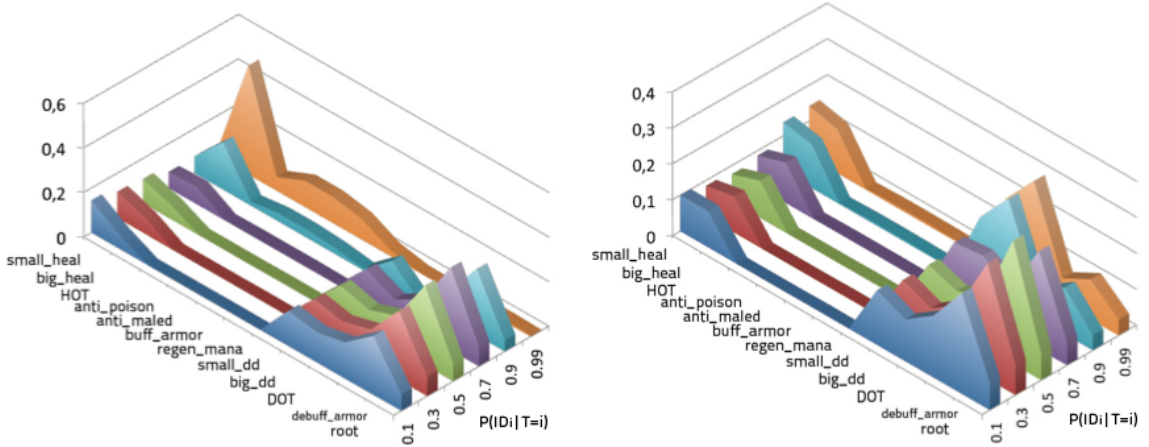 0,6
0,4
0,2
0
small_heal
big_heal
HOT
anti_poison
anti_maled
buff_armor
regen_mana
small_dd
big_dd
DOT
debuff_armor
root
0.1
0.3
0.5
0.7
0.9
0.99
P(IDi|T=i)
0,4
0,3
0,2
0,1
0
small_heal
big_heal
HOT
anti_poison
anti_maled
buff_armor
regen_mana
small_dd
big_dd
DOT
debuff_armor
root
0.1
0.3
0.5
0.7
0.9
0.99
P(IDi|T=i)